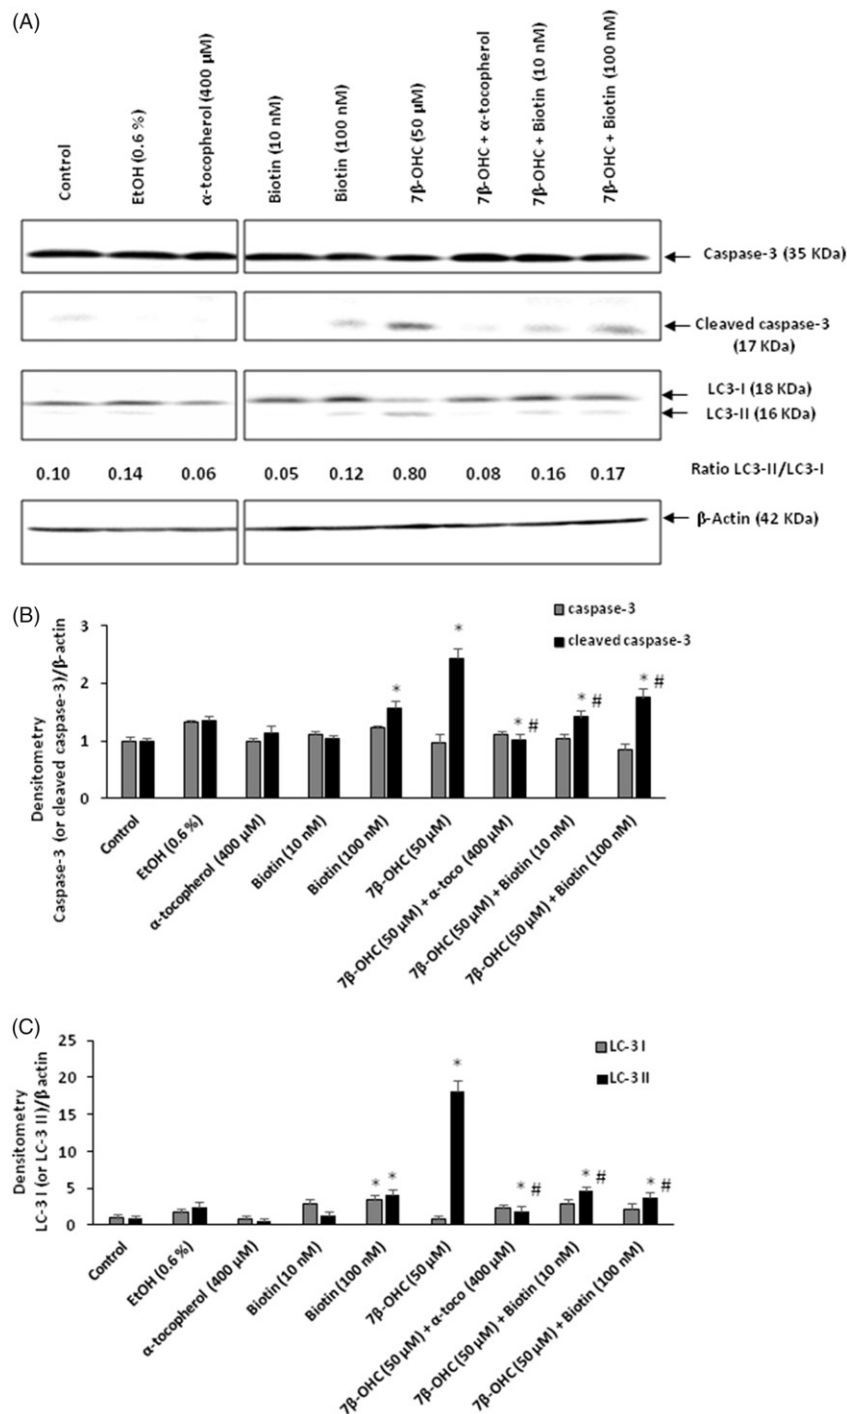 (A)
Control
EtOH (0.6 %)
α-tocopherol (400 µM)
Biotin (10 nM)
Biotin (100 nM)
7β-OHC (50 µM)
7β-OHC + α-tocopherol
7β-OHC + Biotin (10 nM)
7β-OHC + Biotin (100 nM)
Caspase-3 (35 KDa)
Cleaved caspase-3
(17 KDa)
LC3-I (18 KDa)
LC3-II (16 KDa)
0.10 0.14 0.06 0.05 0.12 0.80 0.08 0.16 0.17 Ratio LC3-II/LC3-I
β-Actin (42 KDa)
(B)
Densitometry
Caspase-3 (or cleaved caspase-3)/β-actin
3
2
1
0
caspase-3
cleaved caspase-3
*
*
* #
* #
* #
Control
EtOH (0.6 %)
α-tocopherol (400 µM)
Biotin (10 nM)
Biotin (100 nM)
7β-OHC (50 µM)
7β-OHC (50 µM) + α-toco (400 µM)
7β-OHC (50 µM) + Biotin (10 nM)
7β-OHC (50 µM) + Biotin (100 nM)
(C)
Densitometry
LC-3 I (or LC-3 II)/β actin
25
20
15
10
5
0
LC-3 I
LC-3 II
* *
*
* #
* #
* #
Control
EtOH (0.6 %)
α-tocopherol (400 µM)
Biotin (10 nM)
Biotin (100 nM)
7β-OHC (50 µM)
7β-OHC (50 µM) + α-toco (400 µM)
7β-OHC (50 µM) + Biotin (10 nM)
7β-OHC (50 µM) + Biotin (100 nM)